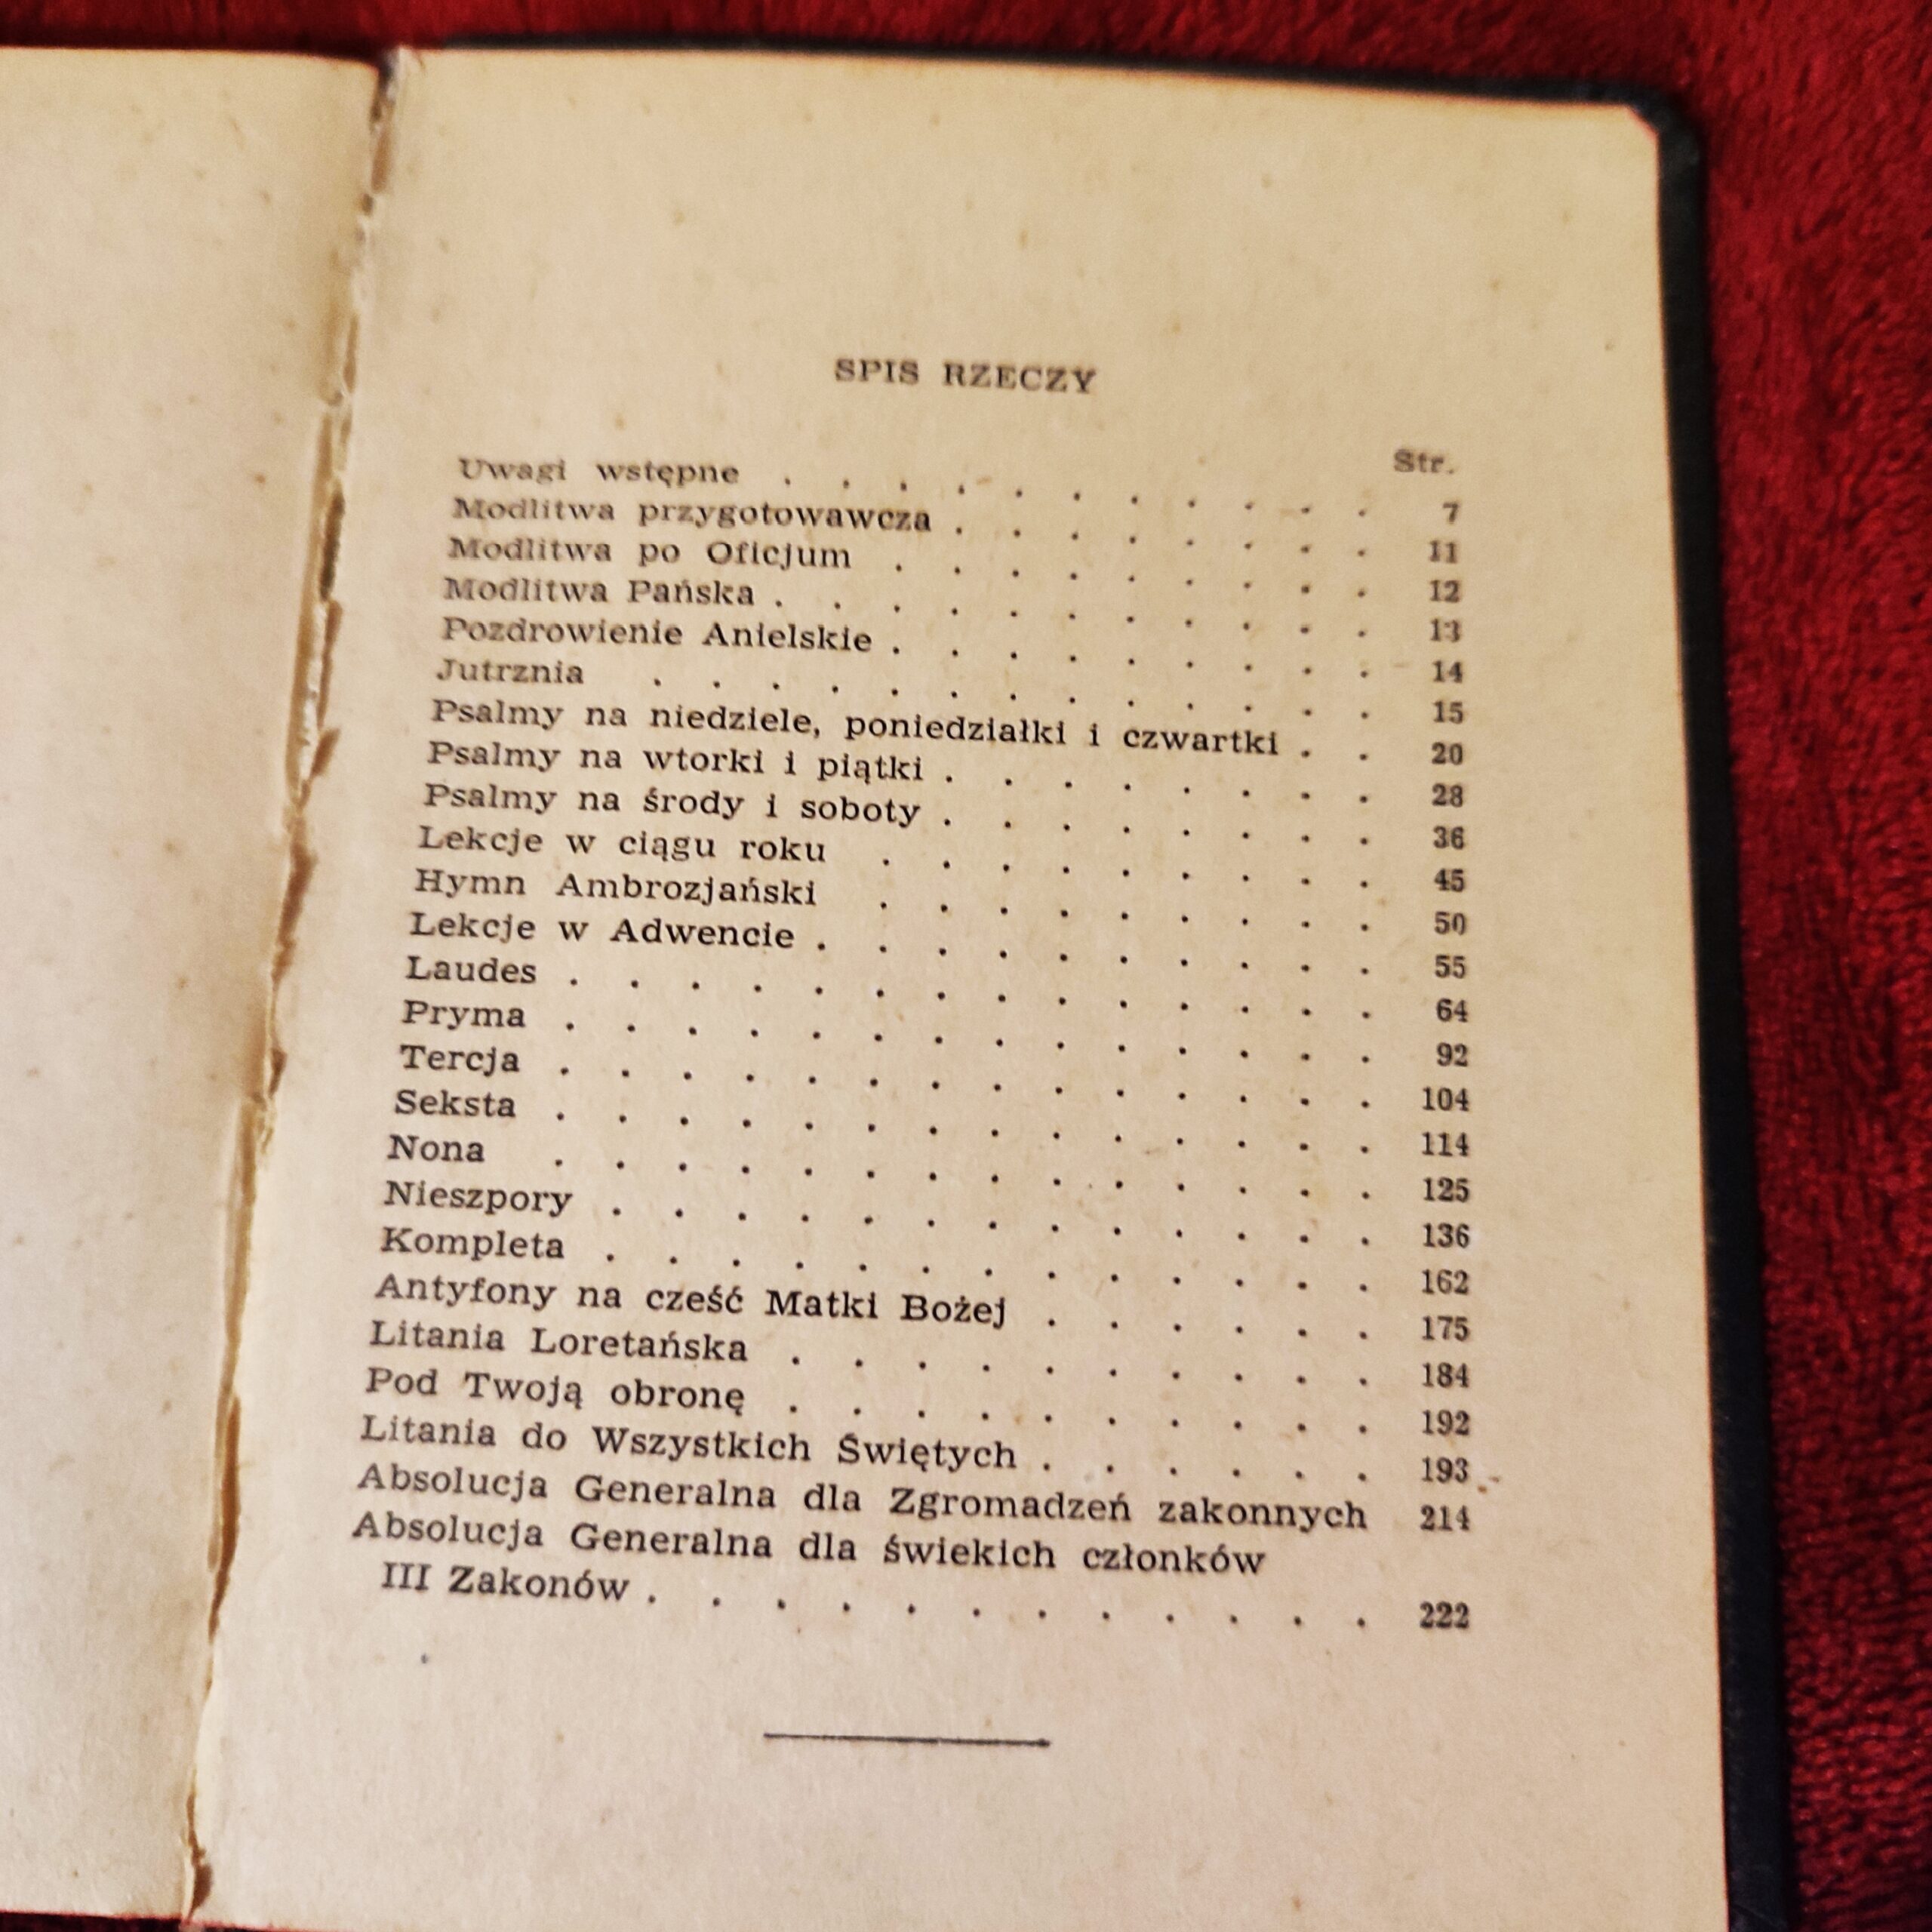 SPIS RZECZY
Str.
Uwagi wstępne . . . . . . . . . . . 7
Modlitwa przygotowawcza . . . . . . . . 11
Modlitwa po Oficjum . . . . . . . . . 12
Modlitwa Pańska . . . . . . . . . . . 13
Pozdrowienie Anielskie . . . . . . . . . 14
Jutrznia . . . . . . . . . . . . . 15
Psalmy na niedziele, poniedziałki i czwartki . . 20
Psalmy na wtorki i piątki . . . . . . . . 28
Psalmy na środy i soboty . . . . . . . . 36
Lekcje w ciągu roku . . . . . . . . . 45
Hymn Ambrozjański . . . . . . . . . 50
Lekcje w Adwencie . . . . . . . . . . 55
Laudes . . . . . . . . . . . . . . 64
Pryma . . . . . . . . . . . . . . 92
Tercja . . . . . . . . . . . . . . 104
Seksta . . . . . . . . . . . . . . 114
Nona . . . . . . . . . . . . . . 125
Nieszpory . . . . . . . . . . . . . 136
Kompleta . . . . . . . . . . . . . 162
Antyfony na cześć Matki Bożej . . . . . . 175
Litania Loretańska . . . . . . . . . . 184
Pod Twoją obronę . . . . . . . . . . 192
Litania do Wszystkich Świętych . . . . . . 193
Absolucja Generalna dla Zgromadzeń zakonnych 214
Absolucja Generalna dla świekich członków
III Zakonów . . . . . . . . . . . . 222